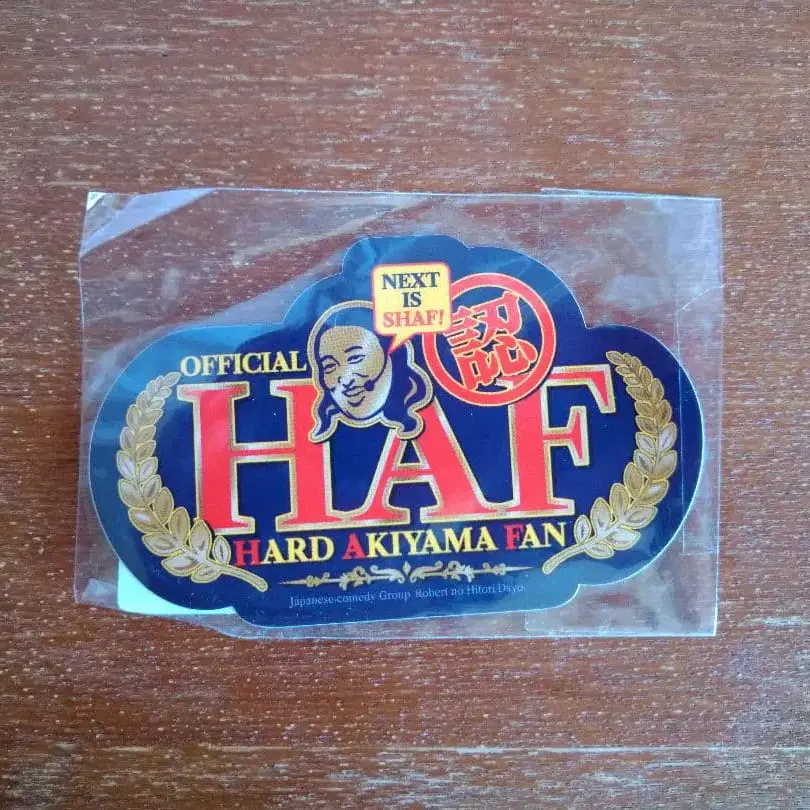 NEXT
IS
SHAF!
認
OFFICIAL
HAF
HARD AKIYAMA FAN
Japanese comedy Group Robert no Hitori Dayo.